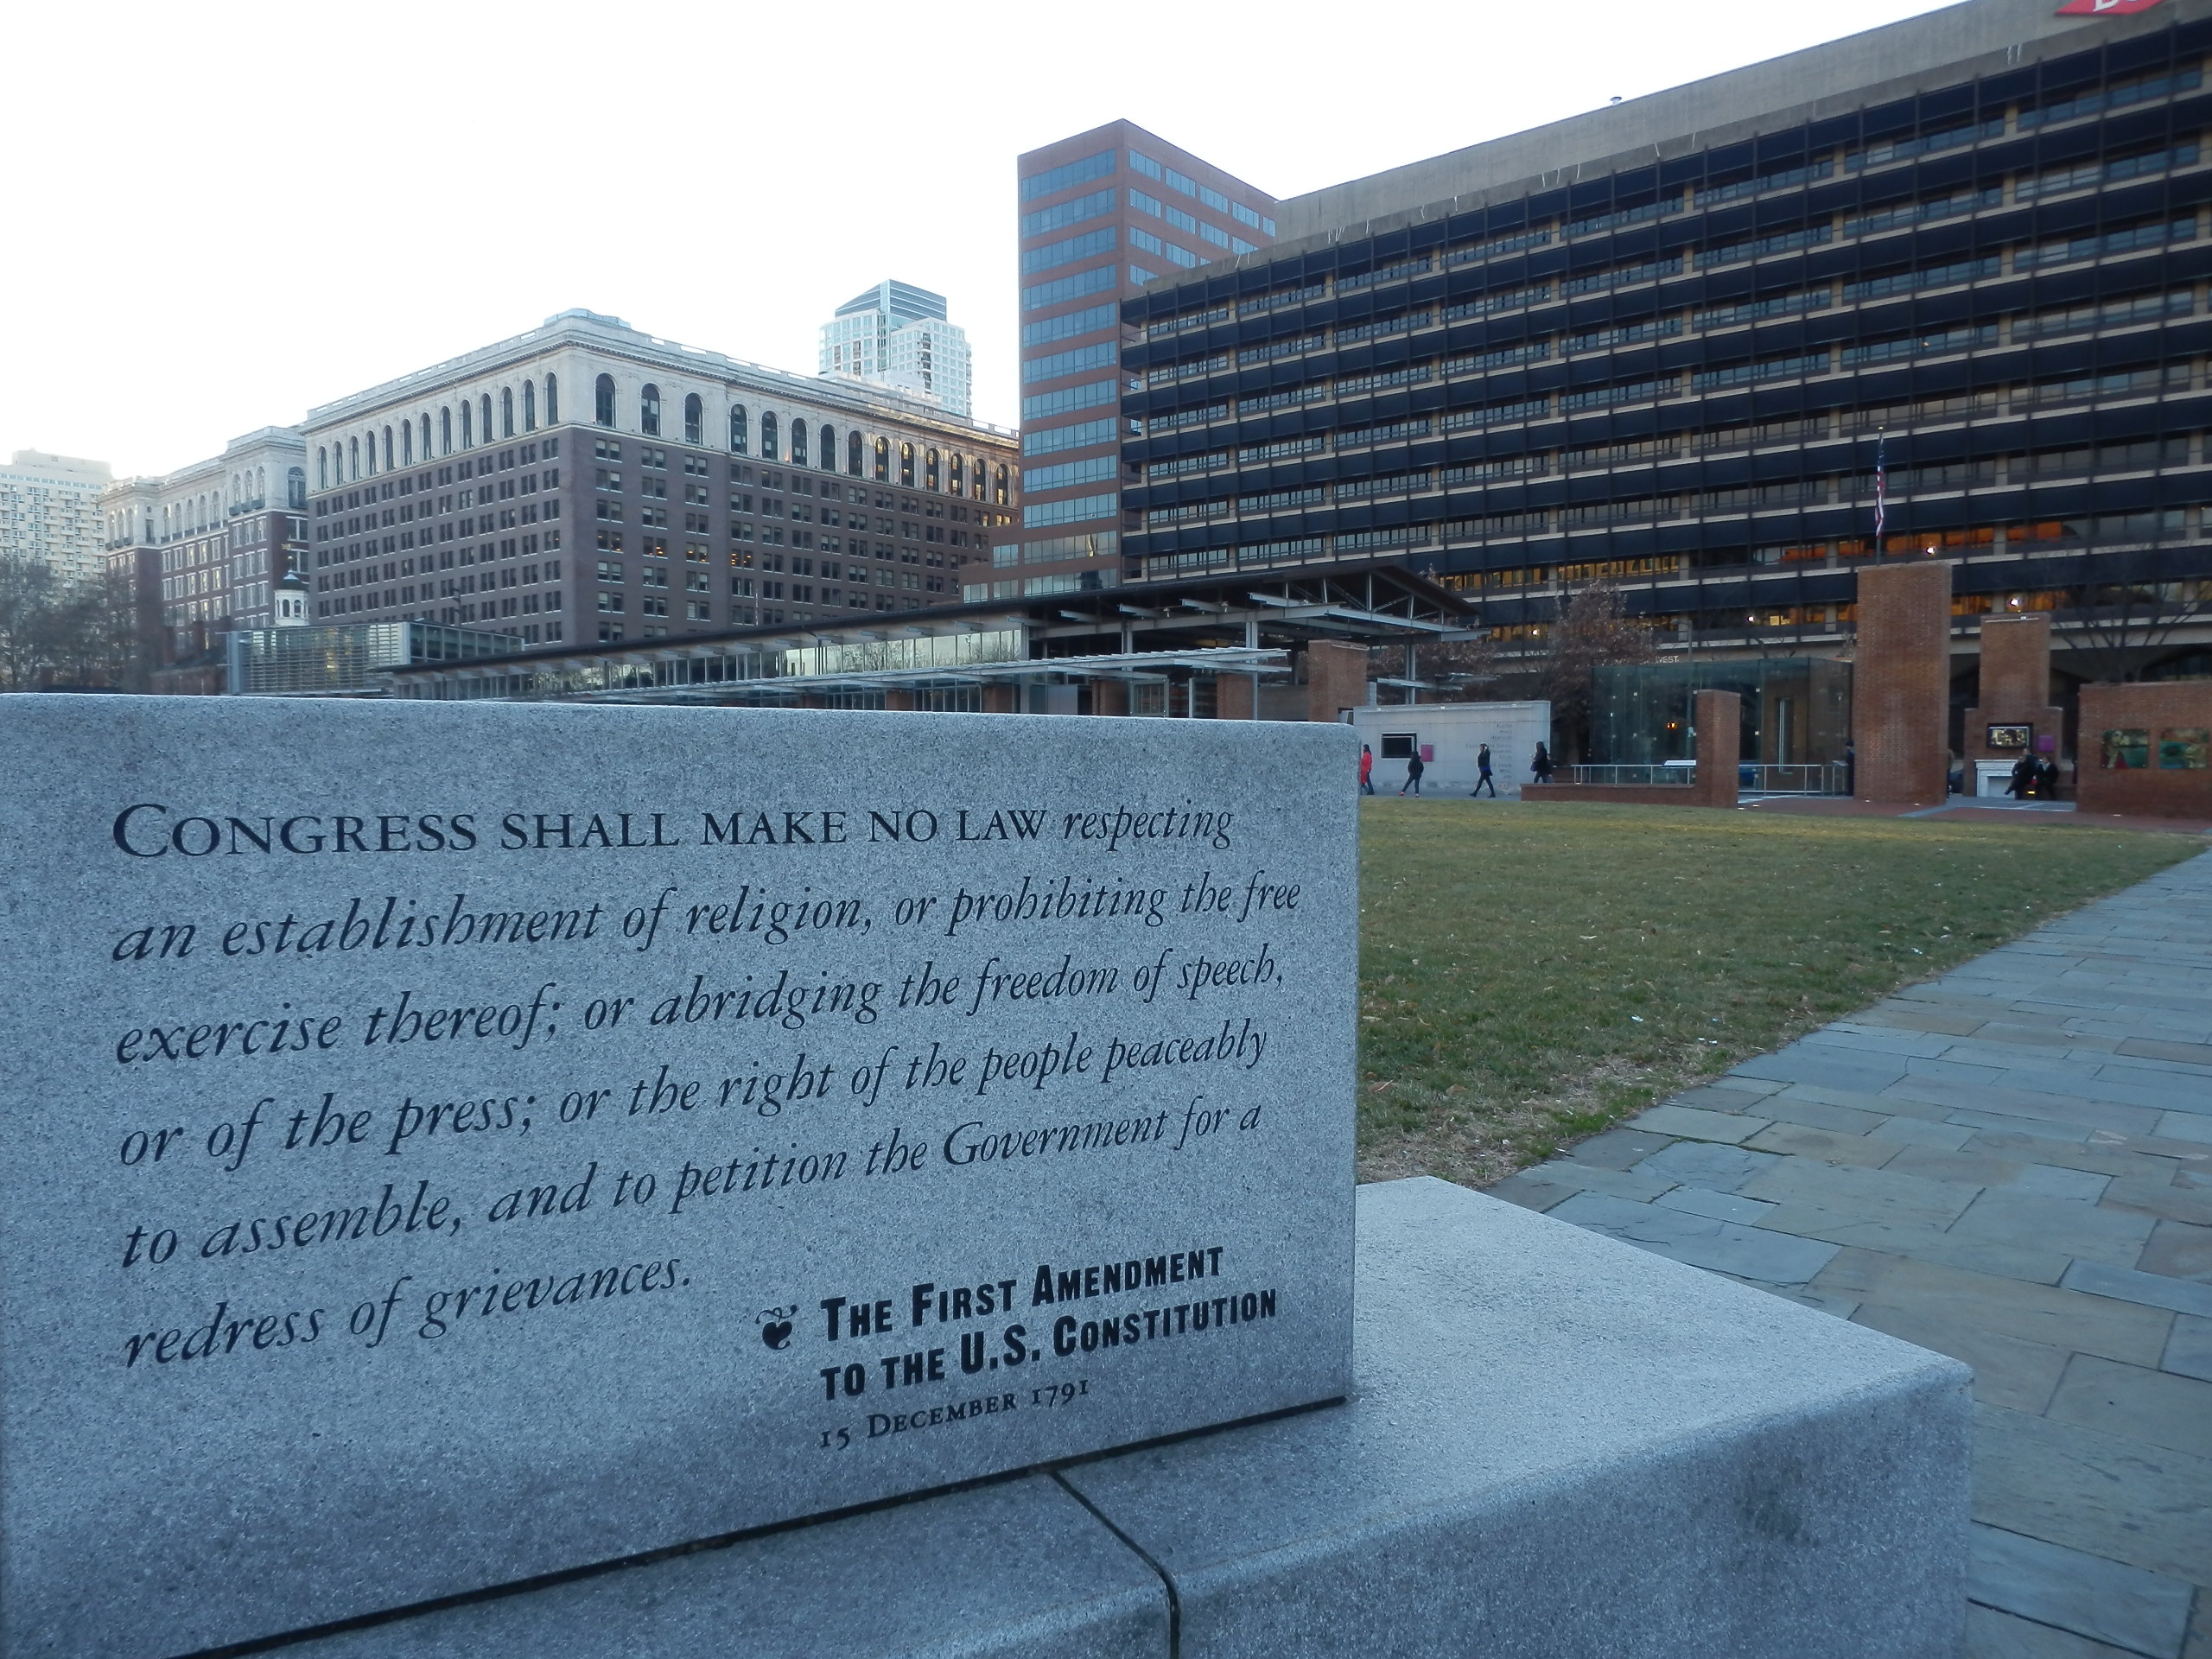 CONGRESS SHALL MAKE NO LAW respecting
an establishment of religion, or prohibiting the free
exercise thereof; or abridging the freedom of speech,
or of the press; or the right of the people peaceably
to assemble, and to petition the Government for a
redress of grievances.
THE FIRST AMENDMENT
TO THE U.S. CONSTITUTION
15 DECEMBER 1791